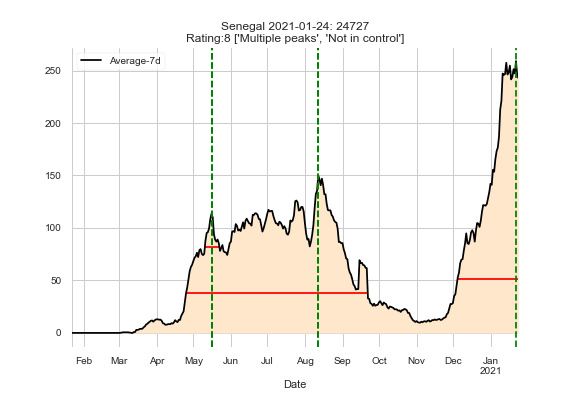 Senegal 2021-01-24: 24727
Rating:8 ['Multiple peaks', 'Not in control']
Average-7d
250
200
150
100
50
0
Feb Mar Apr May Jun Jul Aug Sep Oct Nov Dec Jan
2021
Date